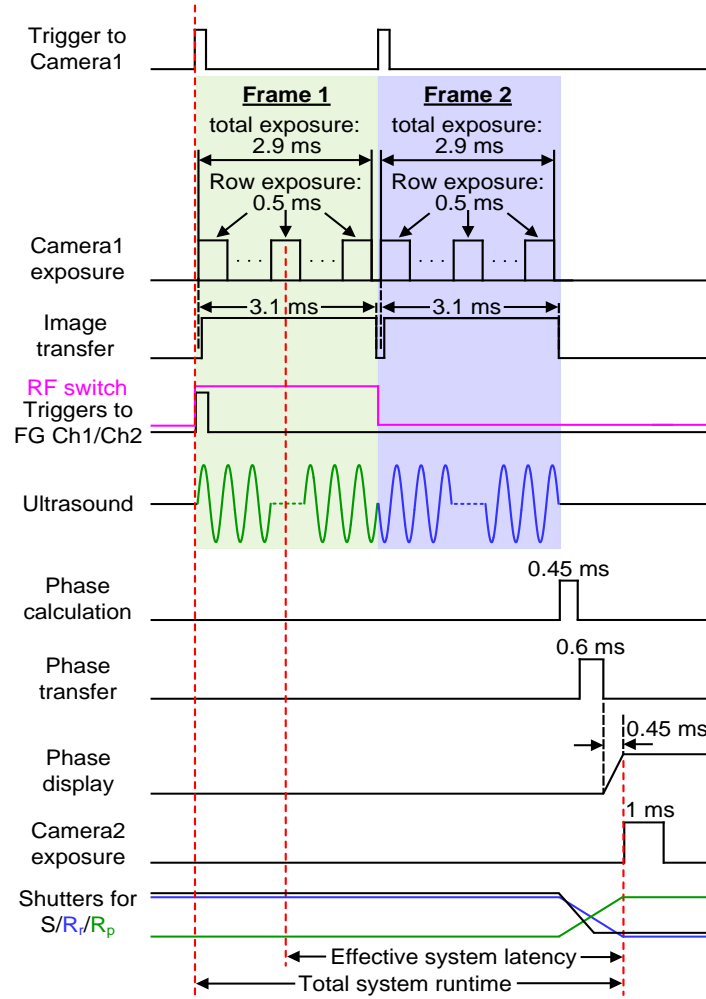 Trigger to
Camera1
Frame 1
Frame 2
total exposure:
2.9 ms
total exposure:
2.9 ms
Row exposure:
0.5 ms
Row exposure:
0.5 ms
Camera1
exposure
. . .
. . .
. . .
. . .
Image
transfer
3.1 ms
3.1 ms
RF switch
Triggers to
FG Ch1/Ch2
Ultrasound
Phase
calculation
0.45 ms
Phase
transfer
0.6 ms
Phase
display
0.45 ms
Camera2
exposure
1 ms
Shutters for
S/Rr/Rp
Effective system latency
Total system runtime